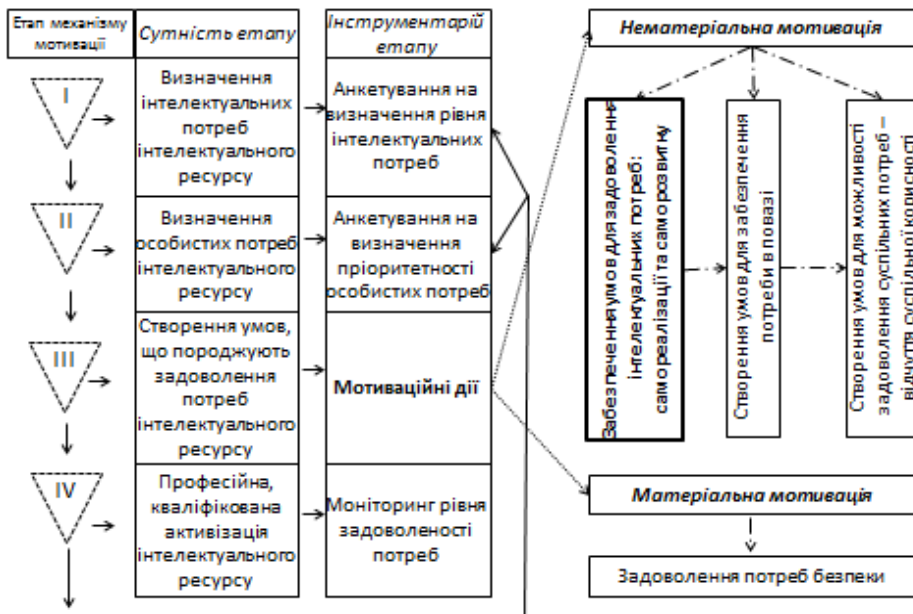 Етап механізму
мотивації
Сутність етапу
Інструментарій
етапу
I
Визначення
інтелектуальних
потреб
інтелектуального
ресурсу
Анкетування на
визначення рівня
інтелектуальних
потреб
II
Визначення
особистих потреб
інтелектуального
ресурсу
Анкетування на
визначення
пріоритетності
особистих потреб
III
Створення умов,
що породжують
задоволення
потреб
інтелектуального
ресурсу
Мотиваційні дії
IV
Професійна,
кваліфікована
активізація
інтелектуального
ресурсу
Моніторинг рівня
задоволеності
потреб
Нематеріальна мотивація
Забезпечення умов для задоволення
інтелектуальних потреб:
самореалізації та саморозвитку
Створення умов для забезпечення
потреби в повазі
Створення умов для можливості
задоволення суспільних потреб –
відчуття суспільної корисності
Матеріальна мотивація
Задоволення потреб безпеки